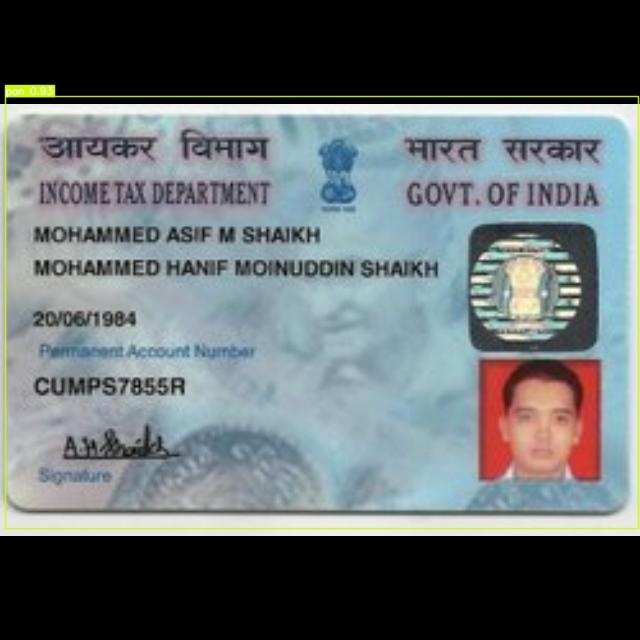 pan 0.93
आयकर विभाग
भारत सरकार
INCOME TAX DEPARTMENT
GOVT. OF INDIA
MOHAMMED ASIF M SHAIKH
MOHAMMED HANIF MOINUDDIN SHAIKH
20/06/1984
Permanent Account Number
CUMPS7855R
A.M.Shaikh
Signature